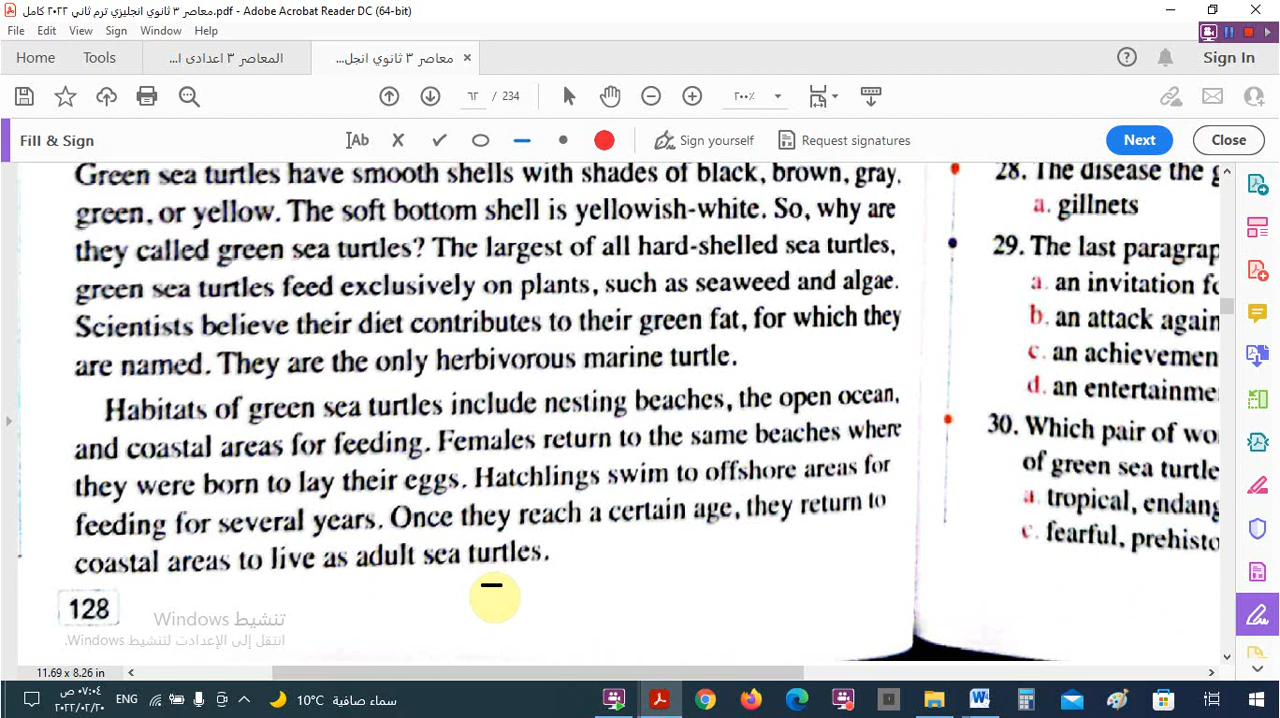 معاصر ٣ ثانوي انجليزي ترم ثاني ٢٠٢٢ كامل.pdf - Adobe Acrobat Reader DC (64-bit)
File Edit View Sign Window Help
Home Tools المعاصر ٣ اعدادى ا... معاصر ٣ ثانوي انجل... × Sign In
٦٢ / 234 ٢٠٠٪
Fill & Sign Ab Sign yourself Request signatures Next Close
Green sea turtles have smooth shells with shades of black, brown, gray,
green, or yellow. The soft bottom shell is yellowish-white. So, why are
they called green sea turtles? The largest of all hard-shelled sea turtles,
green sea turtles feed exclusively on plants, such as seaweed and algae.
Scientists believe their diet contributes to their green fat, for which they
are named. They are the only herbivorous marine turtle.
Habitats of green sea turtles include nesting beaches, the open ocean,
and coastal areas for feeding. Females return to the same beaches where
they were born to lay their eggs. Hatchlings swim to offshore areas for
feeding for several years. Once they reach a certain age, they return to
coastal areas to live as adult sea turtles.
128
28. The disease the g
a. gillnets
29. The last paragrap
a. an invitation fo
b. an attack again
c. an achievemen
d. an entertainme
30. Which pair of wo
of green sea turtle
a. tropical, endang
c. fearful, prehisto
تنشيط Windows
انتقل إلى الإعدادات لتنشيط Windows.
11.69 x 8.26 in
٠٧:٠٤ ص
٢٠٢٢/٠٢/٢٠
ENG
10°C سماء صافية